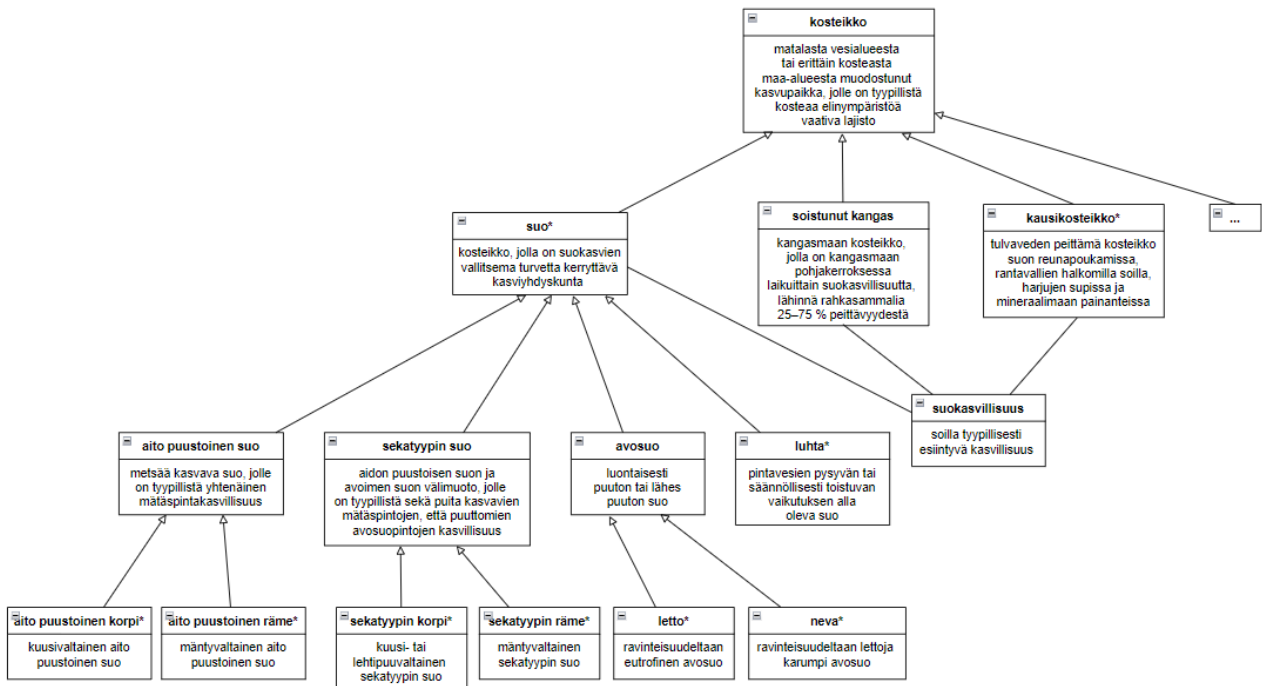 kosteikko
matalasta vesialueesta
tai erittäin kosteasta
maa-alueesta muodostunut
kasvupaikka, jolle on tyypillistä
kosteaa elinympäristöä
vaativa lajisto
suo*
kosteikko, jolla on suokasvien
vallitsema turvetta kerryttävä
kasviyhdyskunta
soistunut kangas
kangasmaan kosteikko,
jolla on kangasmaan
pohjakerroksessa
laikuittain suokasvillisuutta,
lähinnä rahkasammalia
25–75 % peittävyydestä
kausikosteikko*
tulvaveden peittämä kosteikko
suon reunapoukamissa,
rantavallien halkomilla soilla,
harjujen supissa ja
mineraalimaan painanteissa
...
suokasvillisuus
soilla tyypillisesti
esiintyvä kasvillisuus
aito puustoinen suo
metsää kasvava suo, jolle
on tyypillistä yhtenäinen
mätäspintakasvillisuus
sekatyypin suo
aidon puustoisen suon ja
avoimen suon välimuoto, jolle
on tyypillistä sekä puita kasvavien
mätäspintojen, että puuttomien
avosuopintojen kasvillisuus
avosuo
luontaisesti
puuton tai lähes
puuton suo
luhta*
pintavesien pysyvän tai
säännöllisesti toistuvan
vaikutuksen alla
oleva suo
aito puustoinen korpi*
kuusivaltainen aito
puustoinen suo
aito puustoinen räme*
mäntyvaltainen aito
puustoinen suo
sekatyypin korpi*
kuusi- tai
lehtipuuvaltainen
sekatyypin suo
sekatyypin räme*
mäntyvaltainen
sekatyypin suo
letto*
ravinteisuudeltaan
eutrofinen avosuo
neva*
ravinteisuudeltaan lettoja
karumpi avosuo